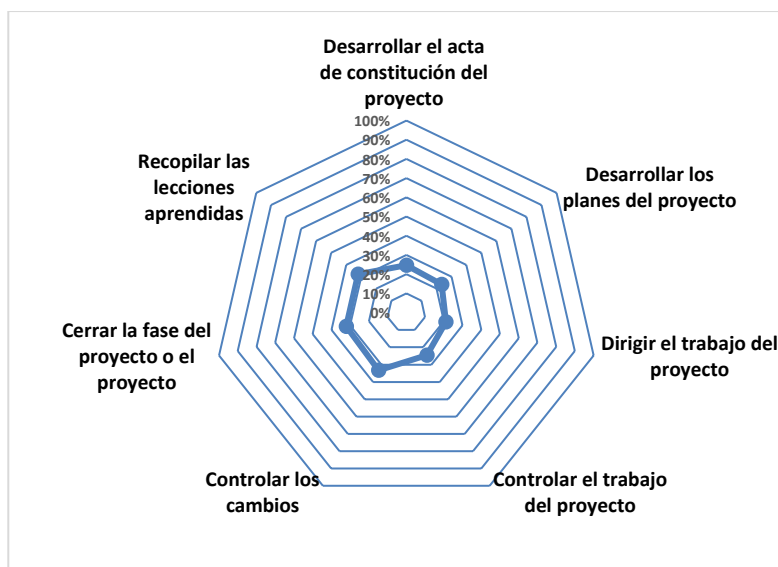 Desarrollar el acta
de constitución del
proyecto
100%
90%
80%
70%
60%
50%
40%
30%
20%
10%
0%
Desarrollar los
planes del proyecto
Dirigir el trabajo del
proyecto
Controlar el trabajo
del proyecto
Controlar los
cambios
Cerrar la fase del
proyecto o el
proyecto
Recopilar las
lecciones
aprendidas